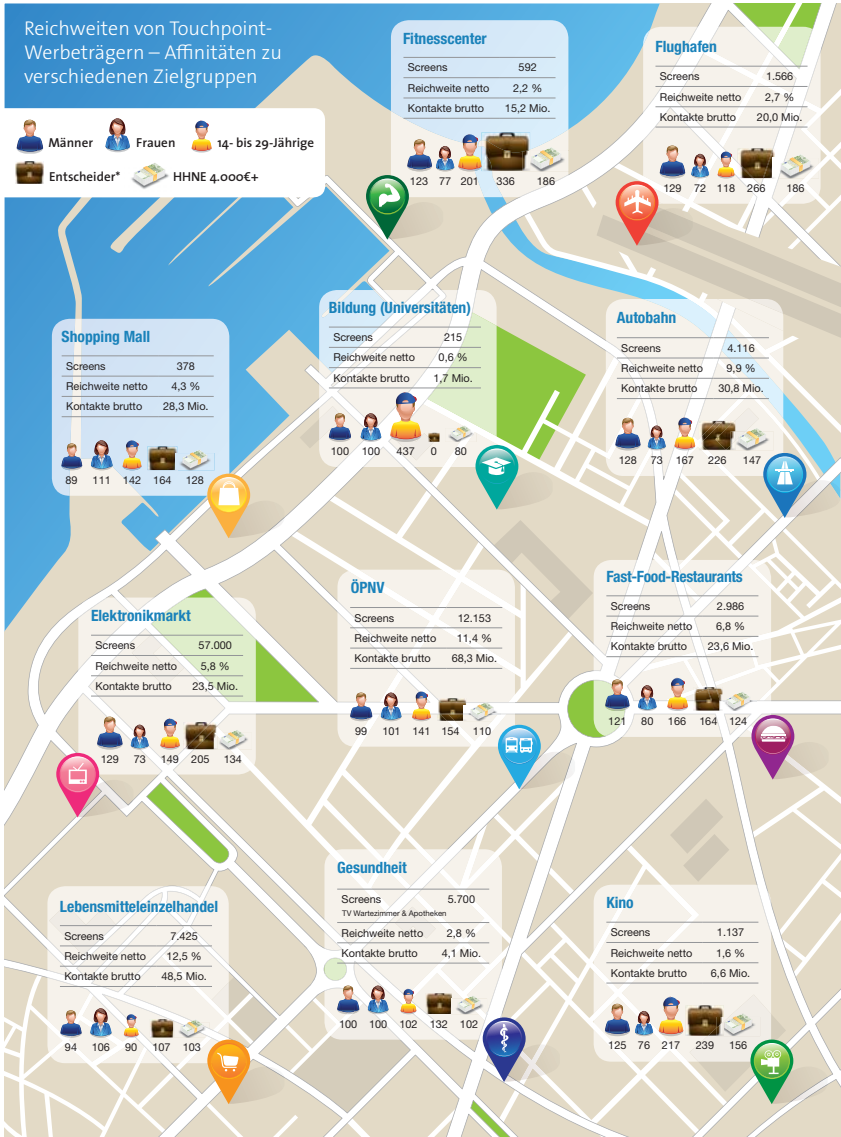 Reichweiten von Touchpoint-
Werbeträgern – Affinitäten zu
verschiedenen Zielgruppen
Männer Frauen 14- bis 29-Jährige
Entscheider* HHNE 4.000€+
Fitnesscenter
Screens 592
Reichweite netto 2,2 %
Kontakte brutto 15,2 Mio.
123 77 201 336 186
Flughafen
Screens 1.566
Reichweite netto 2,7 %
Kontakte brutto 20,0 Mio.
129 72 118 266 186
Shopping Mall
Screens 378
Reichweite netto 4,3 %
Kontakte brutto 28,3 Mio.
89 111 142 164 128
Bildung (Universitäten)
Screens 215
Reichweite netto 0,6 %
Kontakte brutto 1,7 Mio.
100 100 437 0 80
Autobahn
Screens 4.116
Reichweite netto 9,9 %
Kontakte brutto 30,8 Mio.
128 73 167 226 147
Elektronikmarkt
Screens 57.000
Reichweite netto 5,8 %
Kontakte brutto 23,5 Mio.
129 73 149 205 134
ÖPNV
Screens 12.153
Reichweite netto 11,4 %
Kontakte brutto 68,3 Mio.
99 101 141 154 110
Fast-Food-Restaurants
Screens 2.986
Reichweite netto 6,8 %
Kontakte brutto 23,6 Mio.
121 80 166 164 124
Lebensmitteleinzelhandel
Screens 7.425
Reichweite netto 12,5 %
Kontakte brutto 48,5 Mio.
94 106 90 107 103
Gesundheit
Screens 5.700
TV Wartezimmer & Apotheken
Reichweite netto 2,8 %
Kontakte brutto 4,1 Mio.
100 100 102 132 102
Kino
Screens 1.137
Reichweite netto 1,6 %
Kontakte brutto 6,6 Mio.
125 76 217 239 156